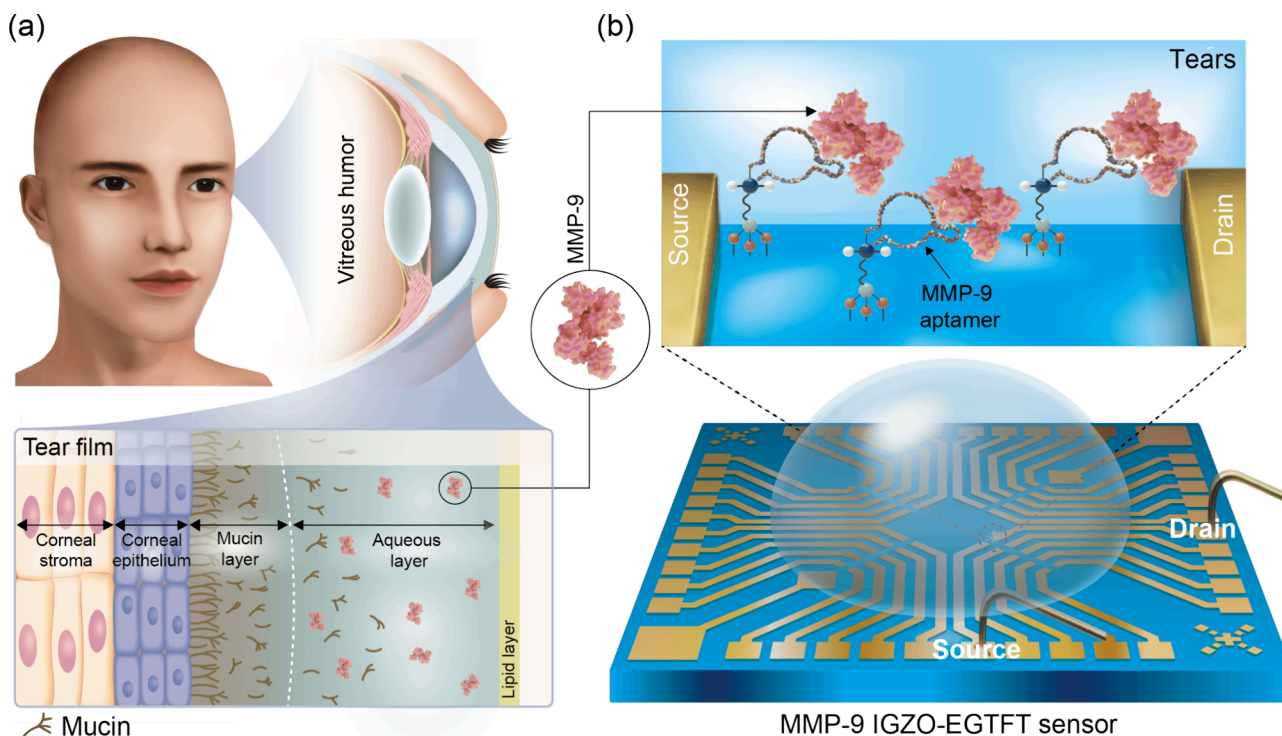 (a)
Vitreous humor
MMP-9
Tear film
Corneal
stroma
Corneal
epithelium
Mucin
layer
Aqueous
layer
Lipid layer
Mucin
(b)
Tears
Source
Drain
MMP-9
aptamer
Drain
Source
MMP-9 IGZO-EGTFT sensor